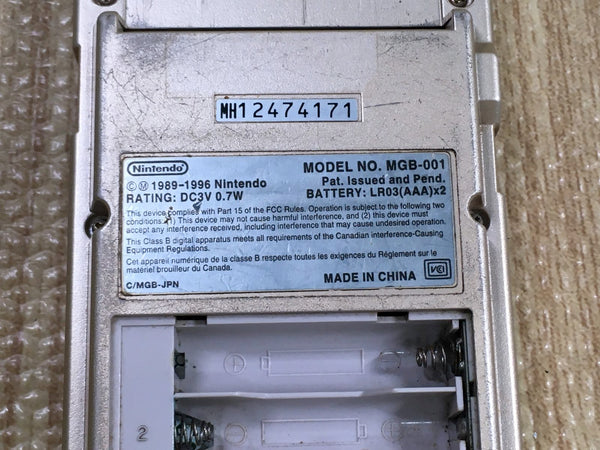 MH12474171
Nintendo
MODEL NO. MGB-001
Ⓒ Ⓜ 1989-1996 Nintendo
Pat. Issued and Pend.
RATING: DC3V 0.7W
BATTERY: LR03(AAA)x2
This device complies with Part 15 of the FCC Rules. Operation is subject to the following two
conditions. (1) This device may not cause harmful interference, and (2) this device must
accept any interference received, including interference that may cause undesired operation.
This Class B digital apparatus meets all requirements of the Canadian Interference-Causing
Equipment Regulations.
Cet appareil numérique de la classe B respecte toutes les exigences du Règlement sur le
matériel brouilleur du Canada.
C/MGB-JPN
MADE IN CHINA
VCI
2